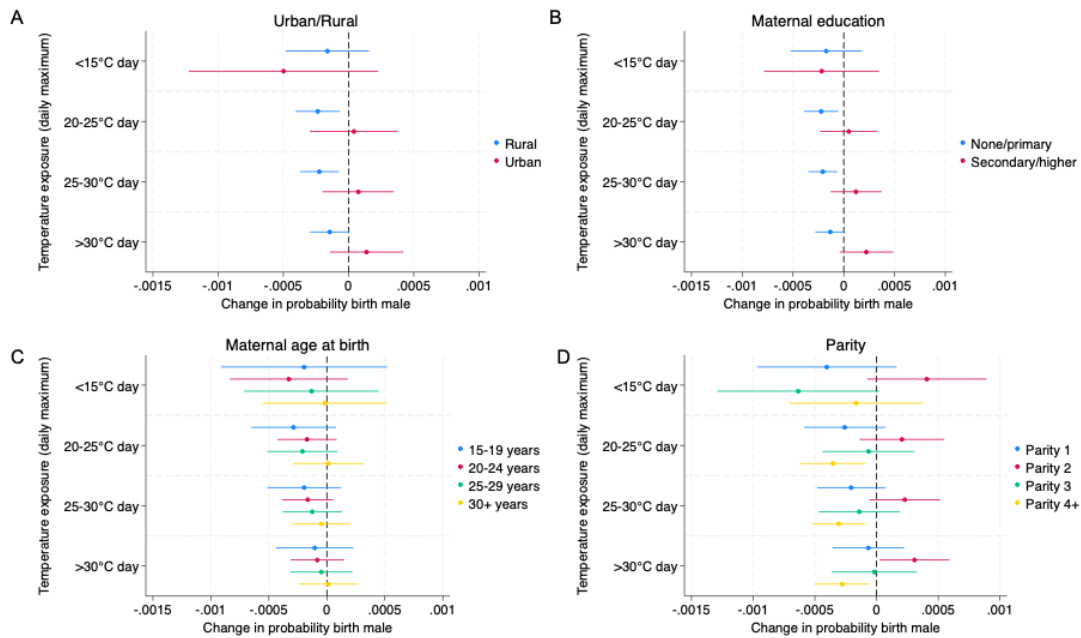 A
Urban/Rural
Temperature exposure (daily maximum)
<15°C day
20-25°C day
25-30°C day
>30°C day
Rural
Urban
-.0015
-.001
-.0005
0
.0005
.001
Change in probability birth male
B
Maternal education
Temperature exposure (daily maximum)
<15°C day
20-25°C day
25-30°C day
>30°C day
None/primary
Secondary/higher
-.0015
-.001
-.0005
0
.0005
.001
Change in probability birth male
C
Maternal age at birth
Temperature exposure (daily maximum)
<15°C day
20-25°C day
25-30°C day
>30°C day
15-19 years
20-24 years
25-29 years
30+ years
-.0015
-.001
-.0005
0
.0005
.001
Change in probability birth male
D
Parity
Temperature exposure (daily maximum)
<15°C day
20-25°C day
25-30°C day
>30°C day
Parity 1
Parity 2
Parity 3
Parity 4+
-.0015
-.001
-.0005
0
.0005
.001
Change in probability birth male